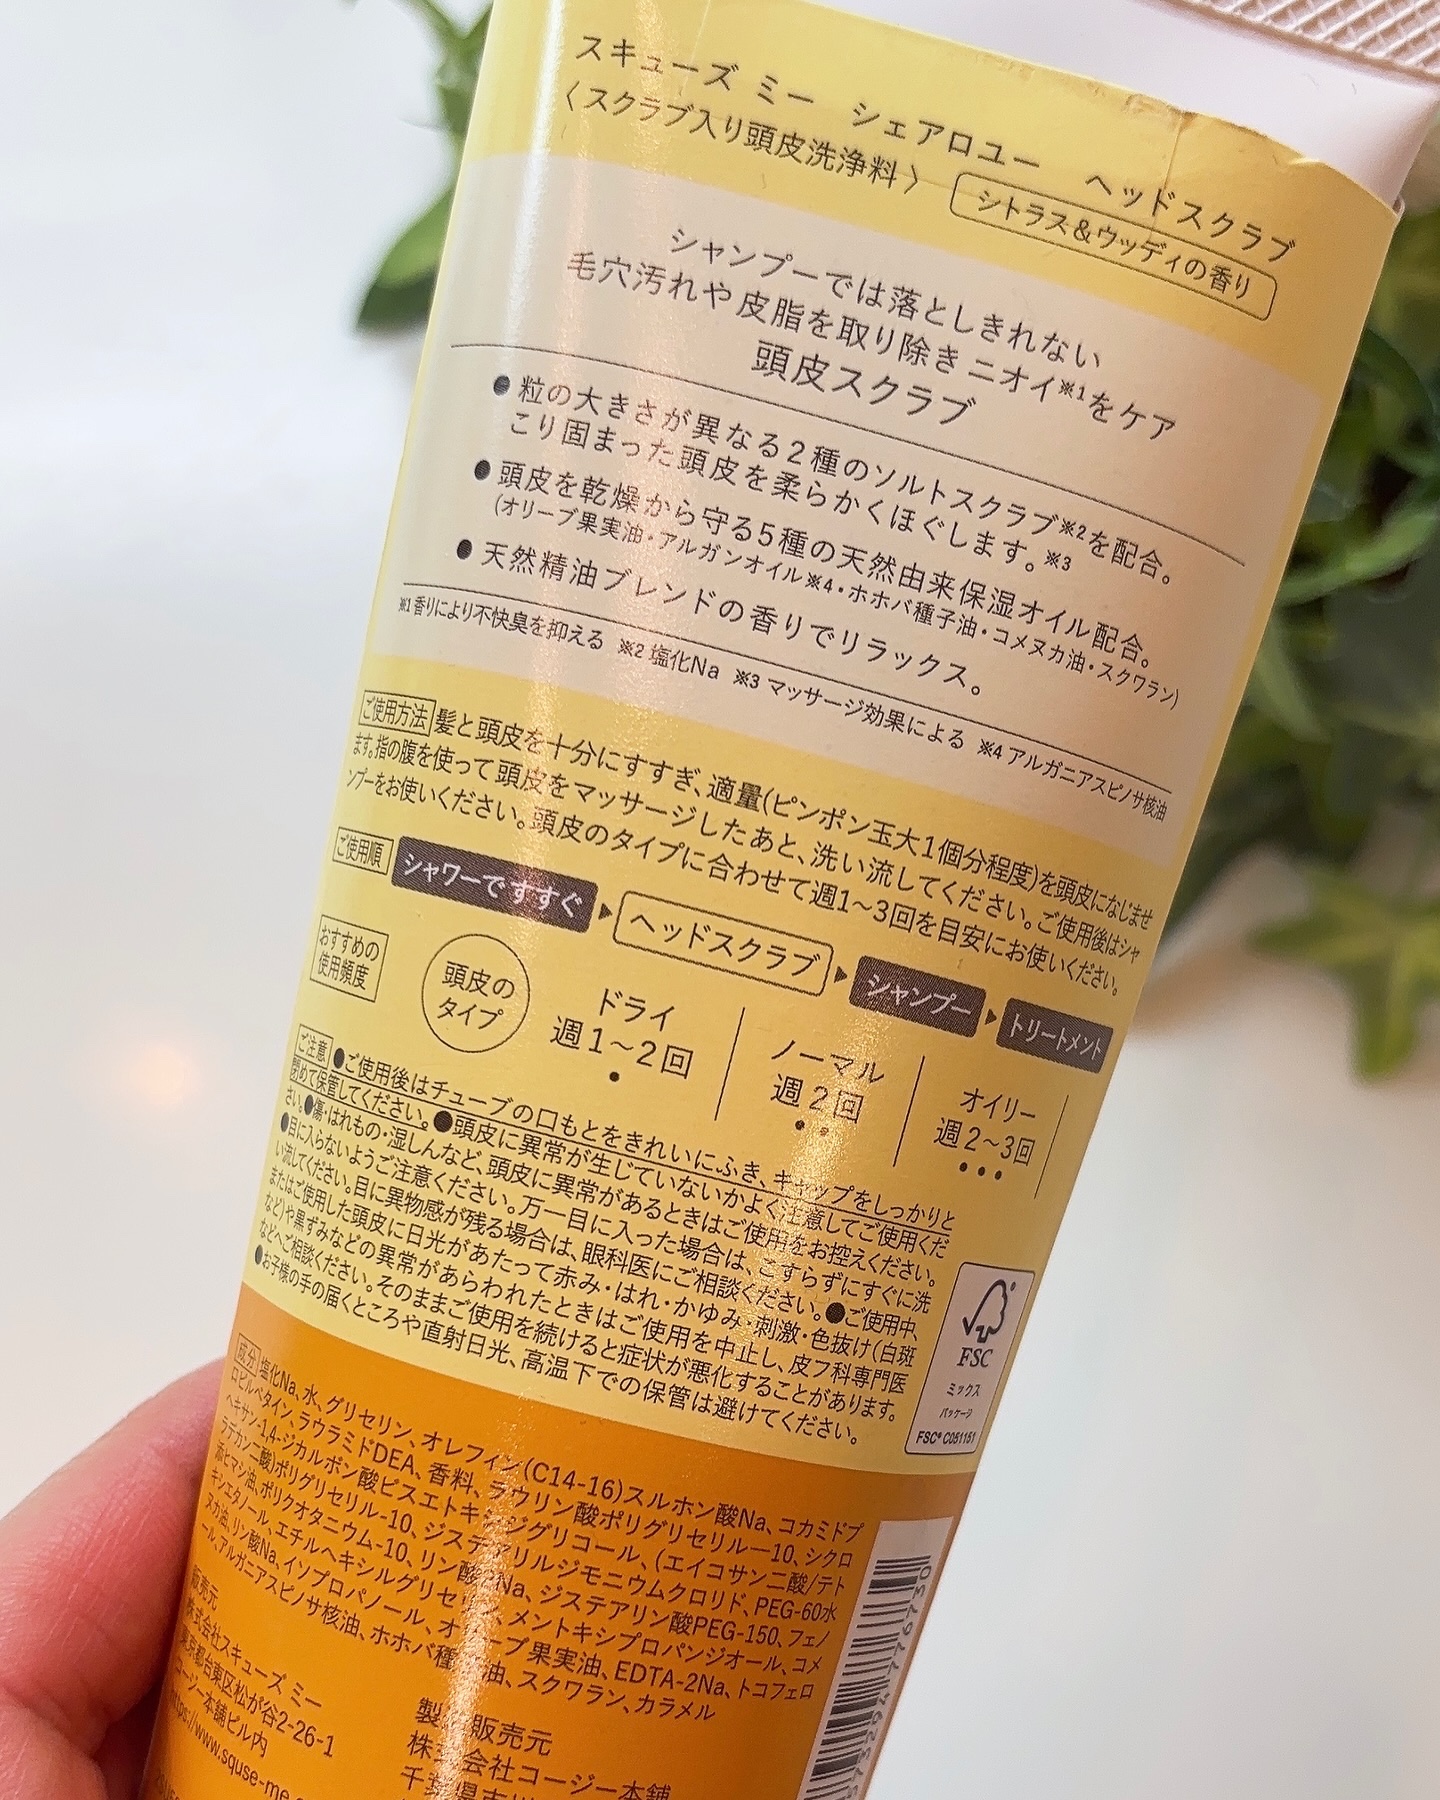 スキューズ ミー シェアロユー ヘッドスクラブ
〈スクラブ入り頭皮洗浄料〉 シトラス&ウッディの香り
シャンプーでは落としきれない
毛穴汚れや皮脂を取り除きニオイ※1をケア
頭皮スクラブ
●粒の大きさが異なる2種のソルトスクラブ※2を配合。
こり固まった頭皮を柔らかくほぐします。※3
●頭皮を乾燥から守る5種の天然由来保湿オイル配合。
(オリーブ果実油・アルガンオイル※4・ホホバ種子油・コメヌカ油・スクワラン)
●天然精油ブレンドの香りでリラックス。
※1 香りにより不快臭を抑える ※2 塩化Na ※3 マッサージ効果による ※4 アルガニアスピノサ核油
ご使用方法 髪と頭皮を十分にすすぎ、適量(ピンポン玉大1個分程度)を頭皮になじませ
ます。指の腹を使って頭皮をマッサージしたあと、洗い流してください。ご使用後はシャ
ンプーをお使いください。頭皮のタイプに合わせて週1~3回を目安にお使いください。
ご使用順 シャワーですすぐ ▶ ヘッドスクラブ ▶ シャンプー ▶ トリートメント
おすすめの
使用頻度
頭皮の
タイプ
ドライ
週1~2回
●
ノーマル
週2回
●●
オイリー
週2~3回
●●●
ご注意 ●ご使用後はチューブの口もとをきれいにふき、キャップをしっかりと
閉めて保管してください。●頭皮に異常が生じていないかよく注意してご使用くだ
さい。●傷・はれもの・湿しんなど、頭皮に異常があるときはご使用をお控えください。
●目に入らないようご注意ください。万一目に入った場合は、こすらずにすぐに洗
い流してください。目に異物感が残る場合は、眼科医にご相談ください。●ご使用中、
またはご使用した頭皮に日光があたって赤み・はれ・かゆみ・刺激・色抜け(白斑
など)や黒ずみなどの異常があらわれたときはご使用を中止し、皮フ科専門医
などへご相談ください。そのままご使用を続けると症状が悪化することがあります。
●お子様の手の届くところや直射日光、高温下での保管は避けてください。
FSC
ミックス
パッケージ
FSC® C051151
成分 塩化Na、水、グリセリン、オレフィン(C14-16)スルホン酸Na、コカミドプ
ロピルベタイン、ラウラミドDEA、香料、ラウリン酸ポリグリセリル-10、シクロ
ヘキサン-1,4-ジカルボン酸ビスエトキシジグリコール、(エイコサン二酸/テト
ラデカン二酸)ポリグリセリル-10、ジステアリルジモニウムクロリド、PEG-60水
添ヒマシ油、ポリクオタニウム-10、リン酸2Na、ジステアリン酸PEG-150、フェノ
キシエタノール、エチルヘキシルグリセリン、メントキシプロパンジオール、コメ
ヌカ油、リン酸Na、イソプロパノール、オリーブ果実油、EDTA-2Na、トコフェロ
ール、アルガニアスピノサ核油、ホホバ種子油、スクワラン、カラメル
販売元
株式会社スキューズ ミー
東京都台東区松が谷2-26-1
コージー本舗ビル内
https://www.squse-me.
製造販売元
株式会社コージー本舗
千葉県市川